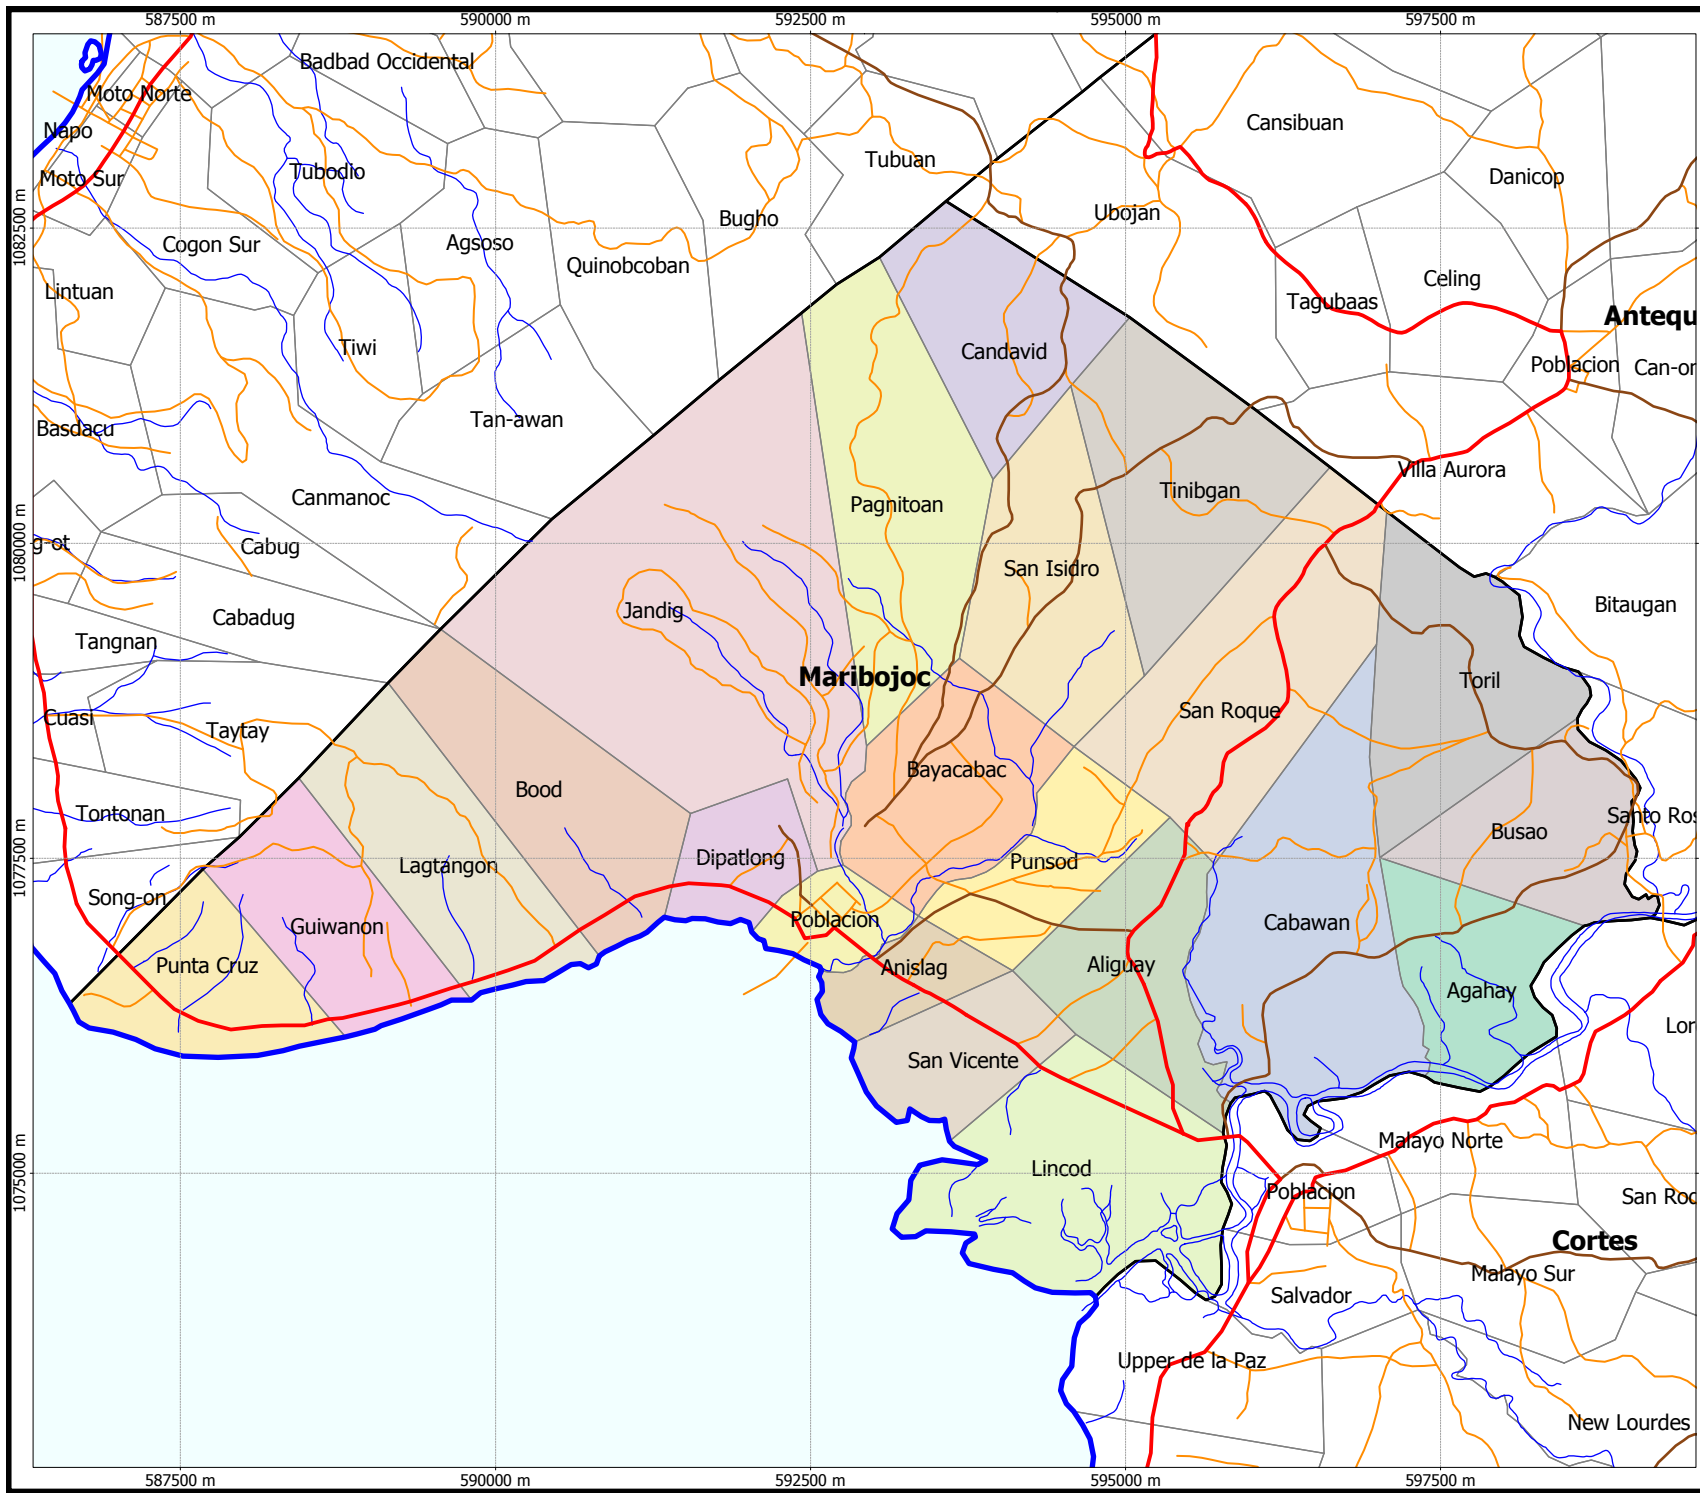 587500 m
590000 m
592500 m
595000 m
597500 m
Badbad Occidental
Moto Norte
Napo
Cansibuan
Tubuan
Tubodio
Moto Sur
Danicop
Bugho
Ubojan
1082500 m
Cogon Sur
Agsoso
Quinobcoban
Celing
Lintuan
Tagubaas
Antequ
Tiwi
Candavid
Poblacion
Can-or
Tan-awan
Basdacu
Villa Aurora
Tinibgan
Canmanoc
Pagnitoan
1080000 m
g-ot
Cabug
San Isidro
Bitaugan
Jandig
Cabadug
Tangnan
Maribojoc
Toril
San Roque
Cuasi
Taytay
Bayacabac
Bood
Tontonan
Santo Ros
Busao
1077500 m
Dipatlong
Punsod
Lagtangon
Song-on
Poblacion
Cabawan
Guiwanon
Punta Cruz
Anislag
Aliguay
Agahay
Lor
San Vicente
Malayo Norte
1075000 m
Lincod
Poblacion
San Roq
Cortes
Malayo Sur
Salvador
Upper de la Paz
New Lourdes
587500 m
590000 m
592500 m
595000 m
597500 m